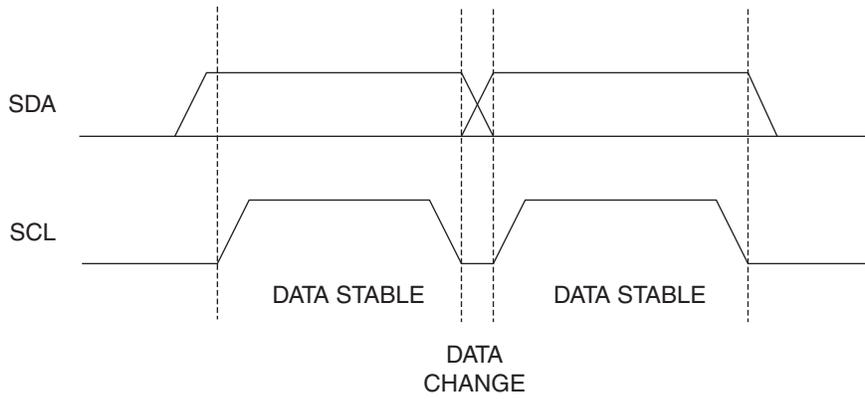 SDA
SCL
DATA STABLE
DATA STABLE
DATA
CHANGE